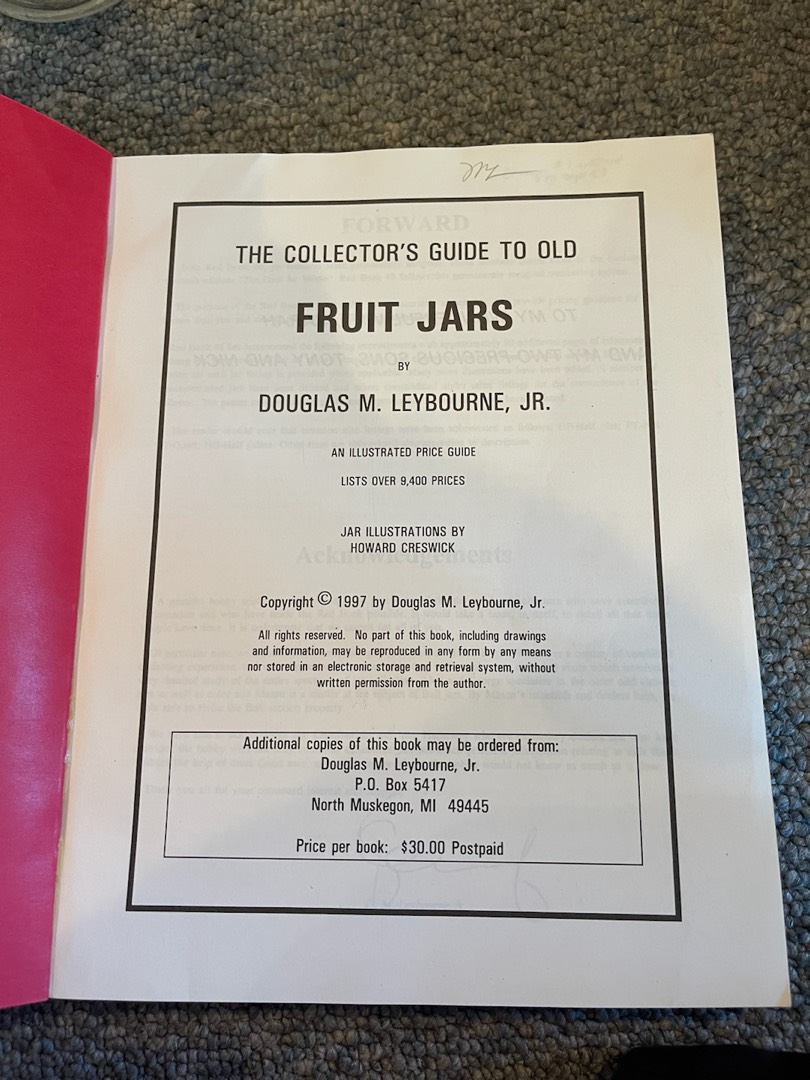 THE COLLECTOR'S GUIDE TO OLD
FRUIT JARS
BY
DOUGLAS M. LEYBOURNE, JR.
AN ILLUSTRATED PRICE GUIDE
LISTS OVER 9,400 PRICES
JAR ILLUSTRATIONS BY
HOWARD CRESWICK
Copyright © 1997 by Douglas M. Leybourne, Jr.
All rights reserved. No part of this book, including drawings
and information, may be reproduced in any form by any means
nor stored in an electronic storage and retrieval system, without
written permission from the author.
Additional copies of this book may be ordered from:
Douglas M. Leybourne, Jr.
P.O. Box 5417
North Muskegon, MI 49445
Price per book: $30.00 Postpaid